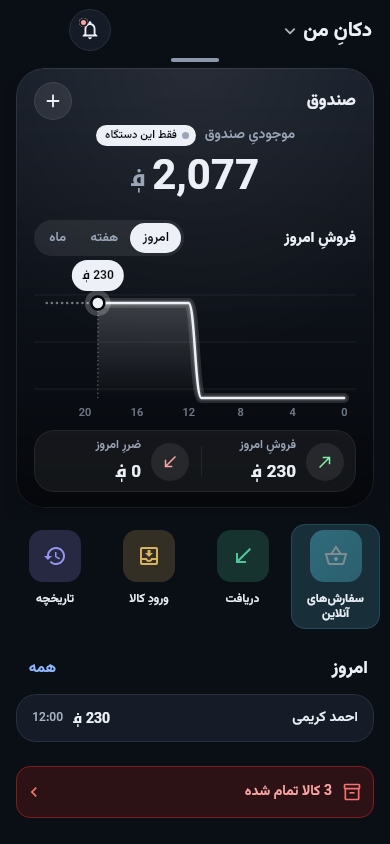 دکانِ من
صندوق
موجودیِ صندوق
فقط این دستگاه
2,077 ؋
فروشِ امروز
امروز
هفته
ماه
230 ؋
0 4 8 12 16 20
فروشِ امروز
230 ؋
ضررِ امروز
0 ؋
سفارش‌های
آنلاین
دریافت
ورودِ کالا
تاریخچه
امروز
همه
احمد کریمی
230 ؋
12:00
3 کالا تمام شده